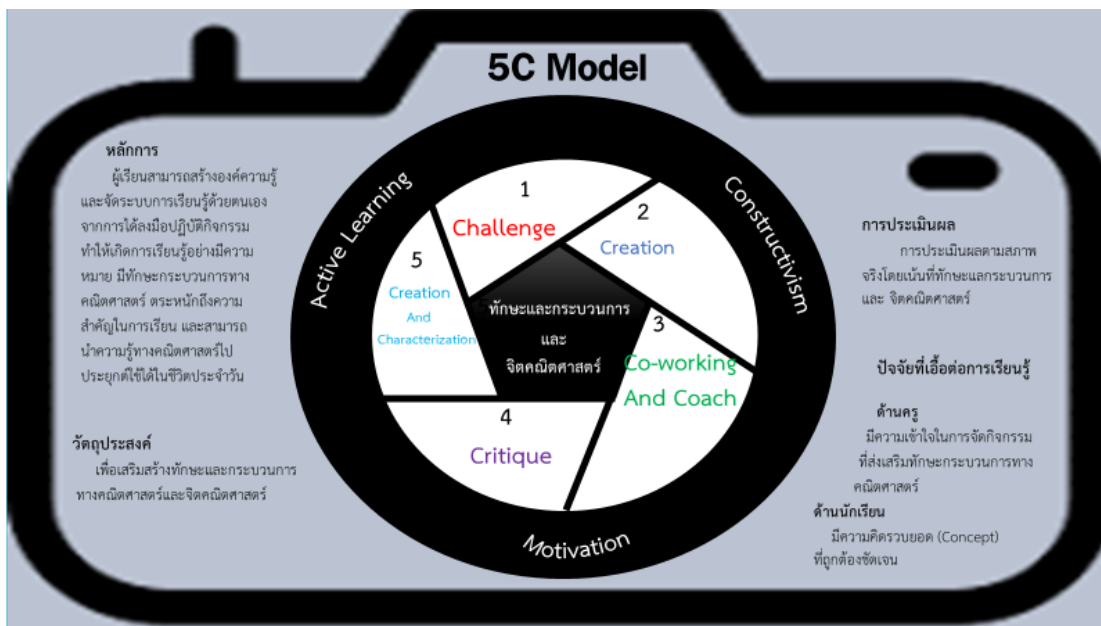 5C Model
หลักการ
ผู้เรียนสามารถสร้างองค์ความรู้
และจัดระบบการเรียนรู้ด้วยตนเอง
จากการได้ลงมือปฏิบัติกิจกรรม
ทำให้เกิดการเรียนรู้อย่างมีความ
หมาย มีทักษะกระบวนการทาง
คณิตศาสตร์ ตระหนักถึงความ
สำคัญในการเรียน และสามารถ
นำความรู้ทางคณิตศาสตร์ไป
ประยุกต์ใช้ได้ในชีวิตประจำวัน
วัตถุประสงค์
เพื่อเสริมสร้างทักษะและกระบวนการ
ทางคณิตศาสตร์และจิตคณิตศาสตร์
Active Learning
Constructivism
Motivation
1
Challenge
2
Creation
3
Co-working
And Coach
4
Critique
5
Creation
And
Characterization
ทักษะและกระบวนการ
และ
จิตคณิตศาสตร์
การประเมินผล
การประเมินผลตามสภาพ
จริงโดยเน้นที่ทักษะแลกระบวนการ
และ จิตคณิตศาสตร์
ปัจจัยที่เอื้อต่อการเรียนรู้
ด้านครู
มีความเข้าใจในการจัดกิจกรรม
ที่ส่งเสริมทักษะกระบวนการทาง
คณิตศาสตร์
ด้านนักเรียน
มีความคิดรวบยอด (Concept)
ที่ถูกต้องชัดเจน